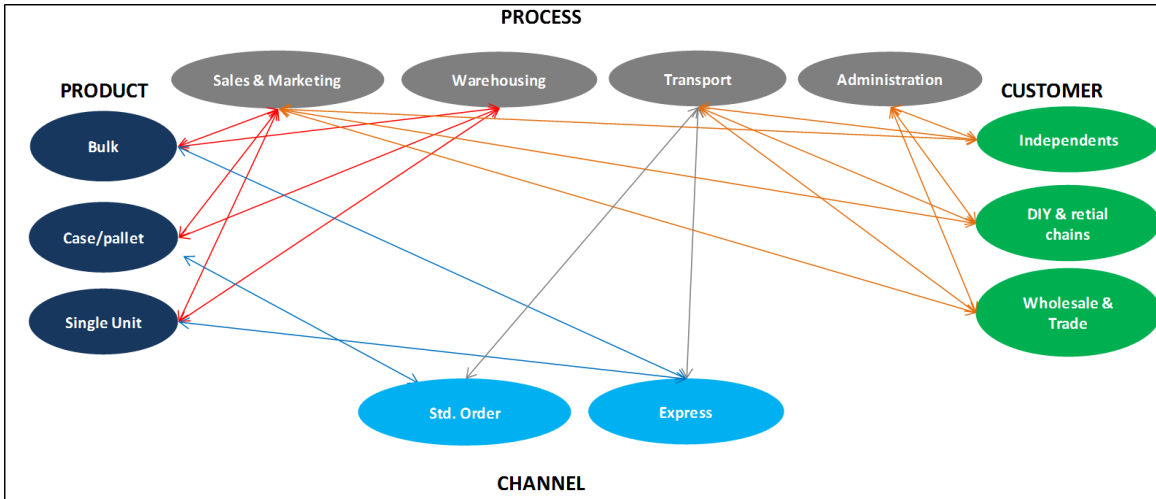 PROCESS
Sales & Marketing
Warehousing
Transport
Administration
PRODUCT
CUSTOMER
Bulk
Independents
Case/pallet
DIY & retial
chains
Single Unit
Wholesale &
Trade
Std. Order
Express
CHANNEL